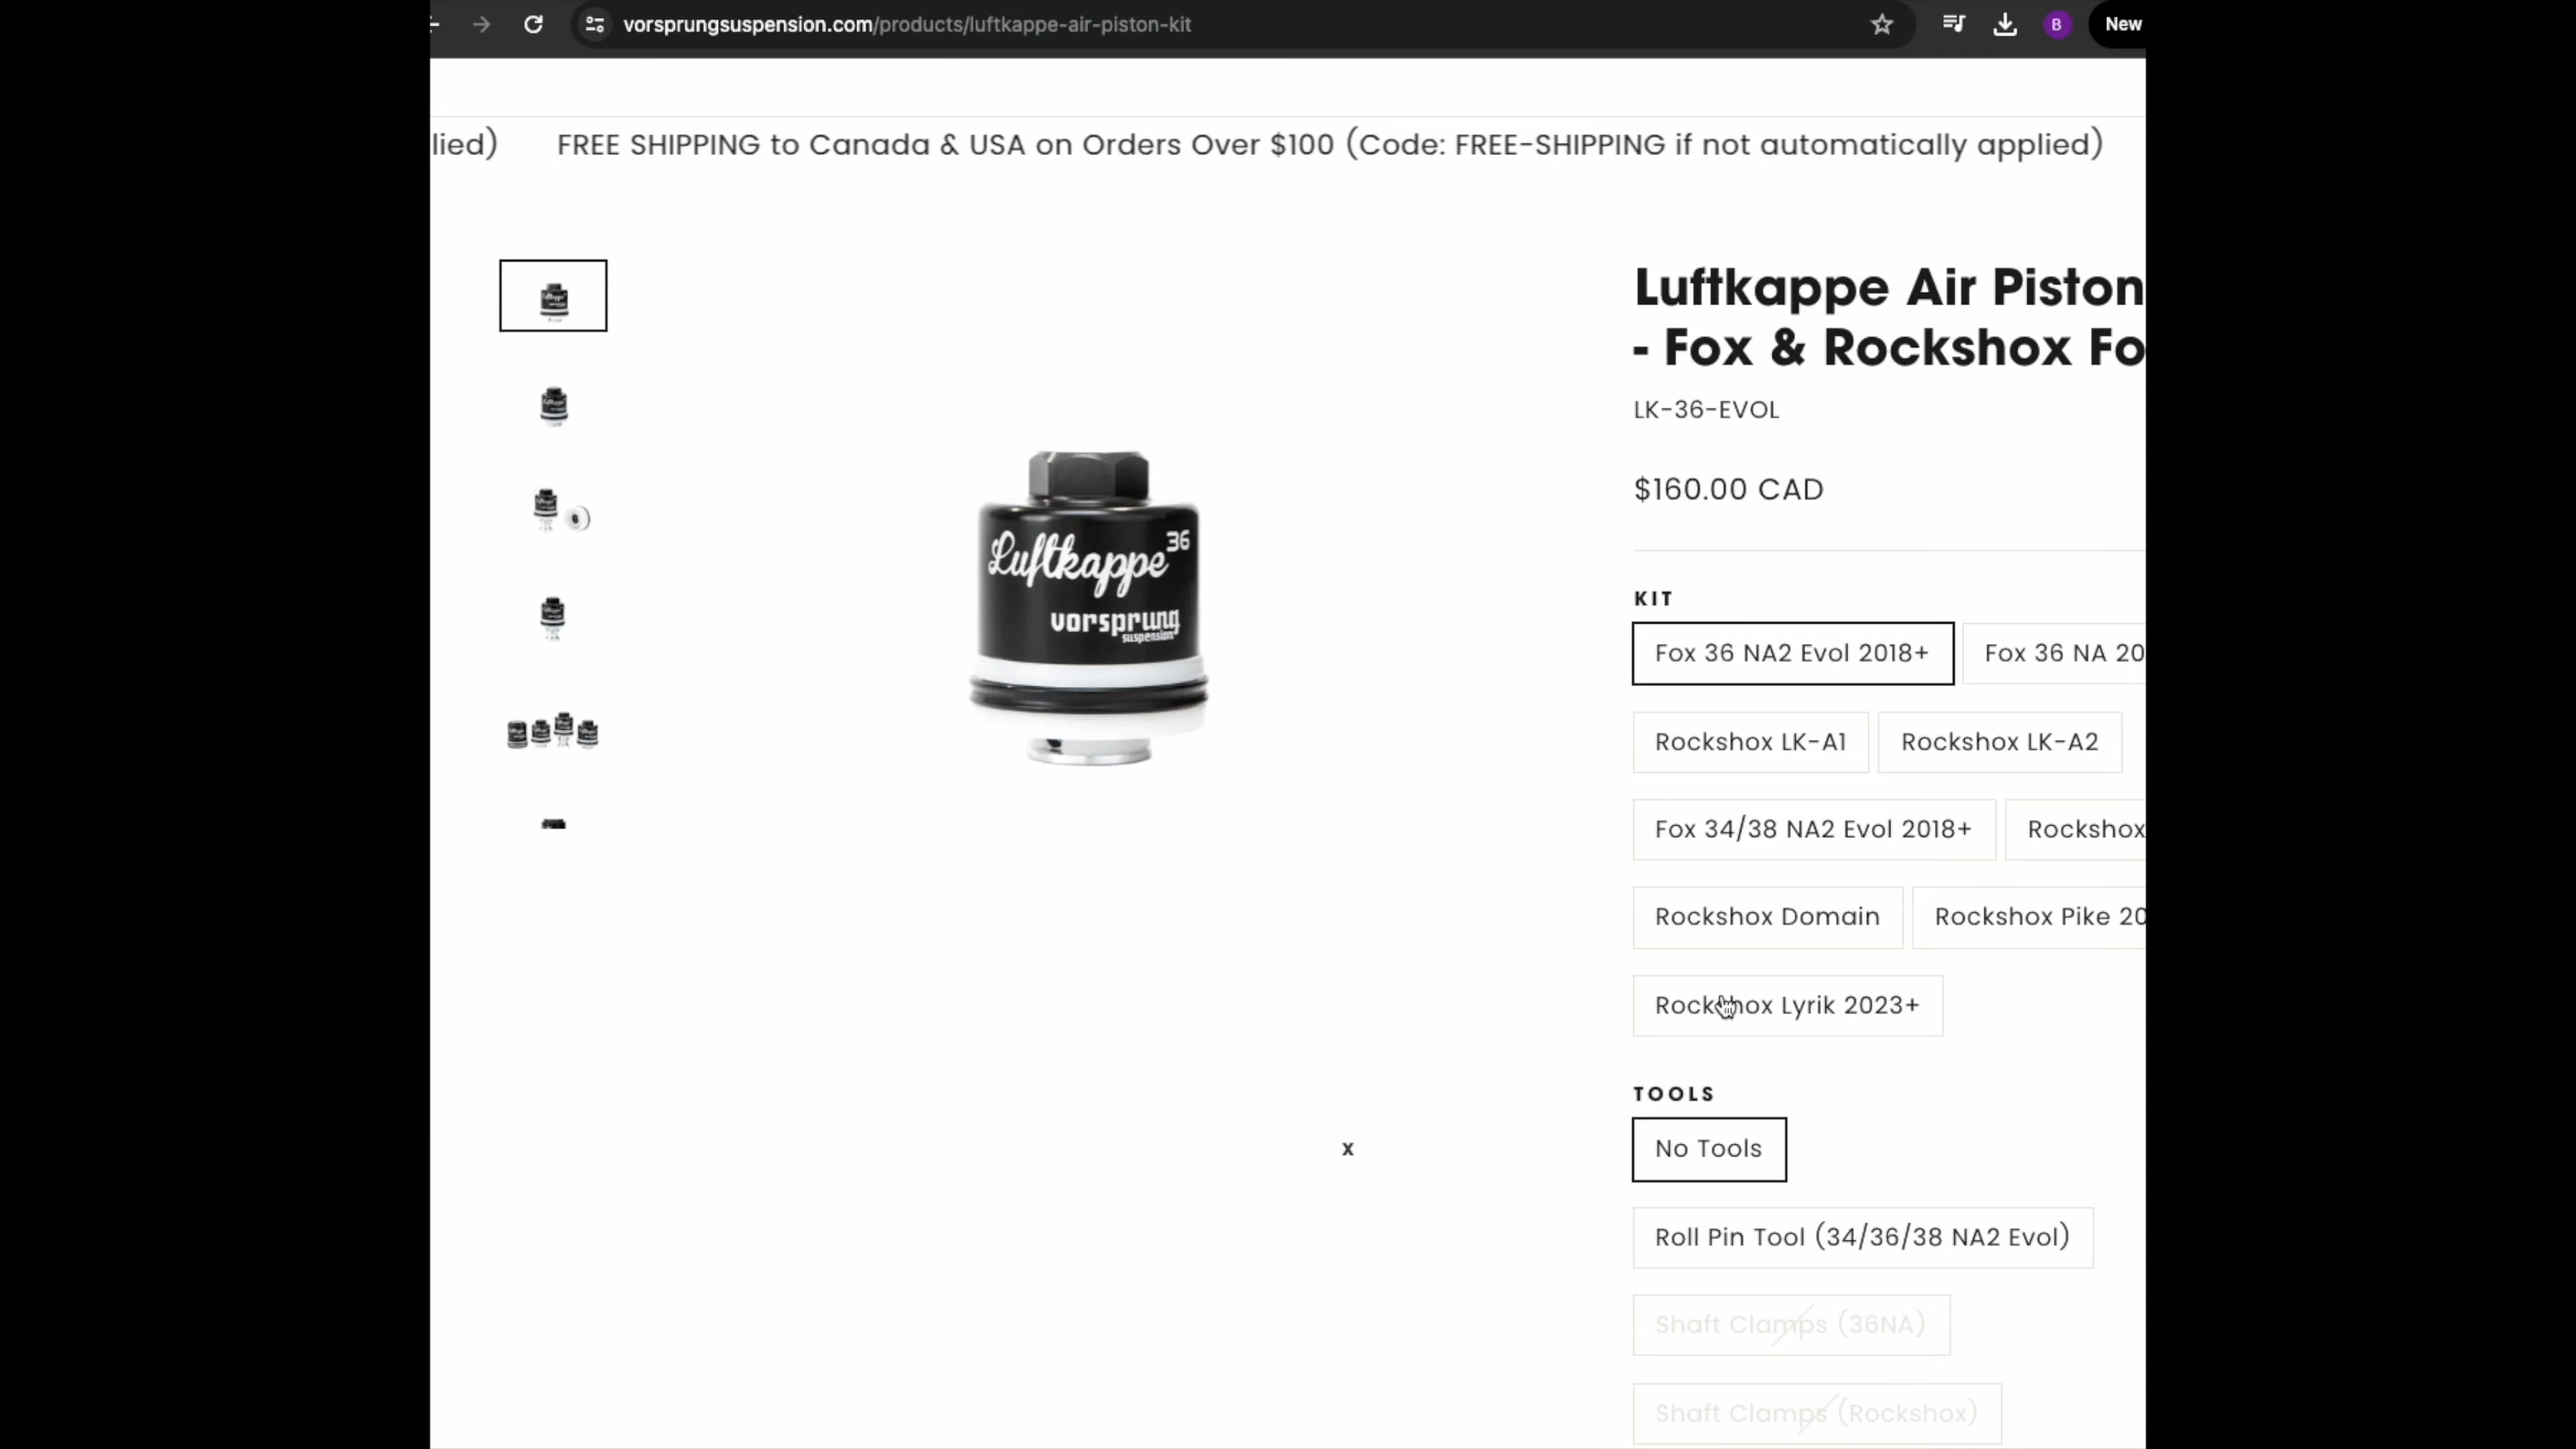 vorsprungsuspension.com/products/luftkappe-air-piston-kit
B
New
lied)
FREE SHIPPING to Canada & USA on Orders Over $100 (Code: FREE-SHIPPING if not automatically applied)
Luftkappe Air Piston
- Fox & Rockshox Fo
LK-36-EVOL
$160.00 CAD
Luftkappe 36
vorsprung
suspension
KIT
Fox 36 NA2 Evol 2018+
Fox 36 NA 20
Rockshox LK-A1
Rockshox LK-A2
Fox 34/38 NA2 Evol 2018+
Rockshox
Rockshox Domain
Rockshox Pike 20
Rockshox Lyrik 2023+
TOOLS
x
No Tools
Roll Pin Tool (34/36/38 NA2 Evol)
Shaft Clamps (36NA)
Shaft Clamps (Rockshox)